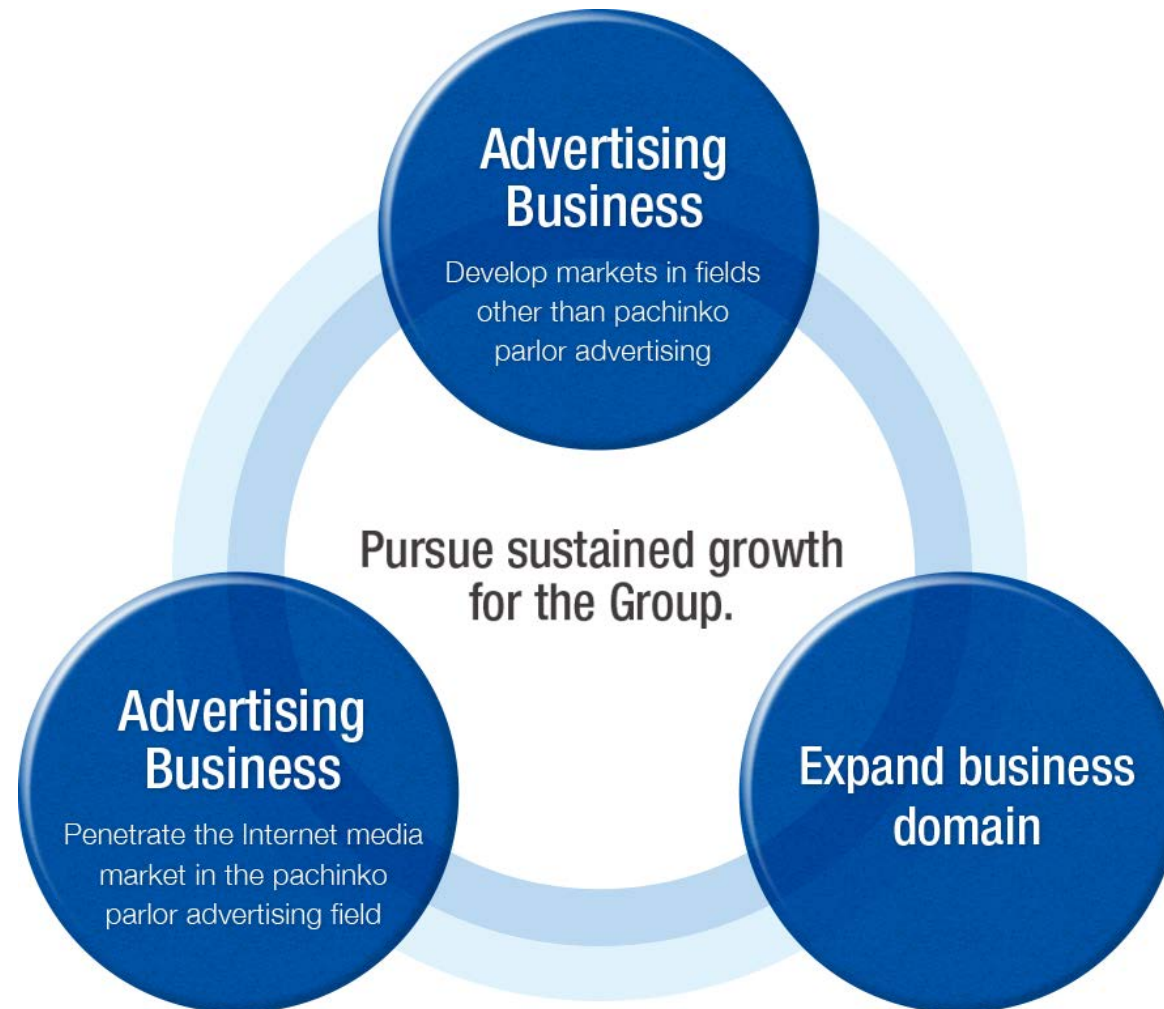 Advertising
Business
Develop markets in fields
other than pachinko
parlor advertising
Pursue sustained growth
for the Group.
Advertising
Business
Penetrate the Internet media
market in the pachinko
parlor advertising field
Expand business
domain